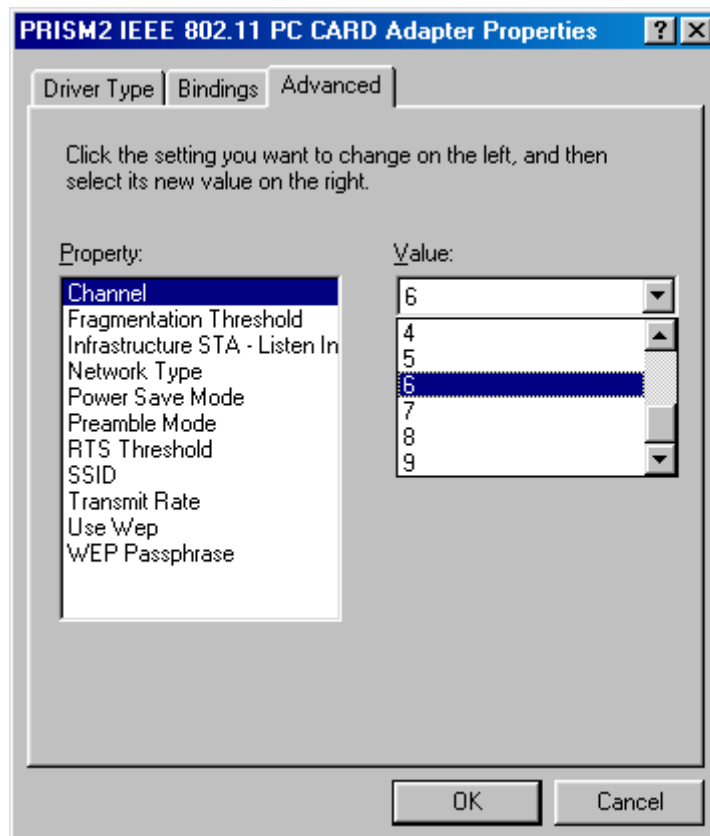 PRISM2 IEEE 802.11 PC CARD Adapter Properties
Driver Type Bindings Advanced
Click the setting you want to change on the left, and then
select its new value on the right.
Property:
Channel
Fragmentation Threshold
Infrastructure STA - Listen In
Network Type
Power Save Mode
Preamble Mode
RTS Threshold
SSID
Transmit Rate
Use Wep
WEP Passphrase
Value:
6
4
5
6
7
8
9
OK Cancel